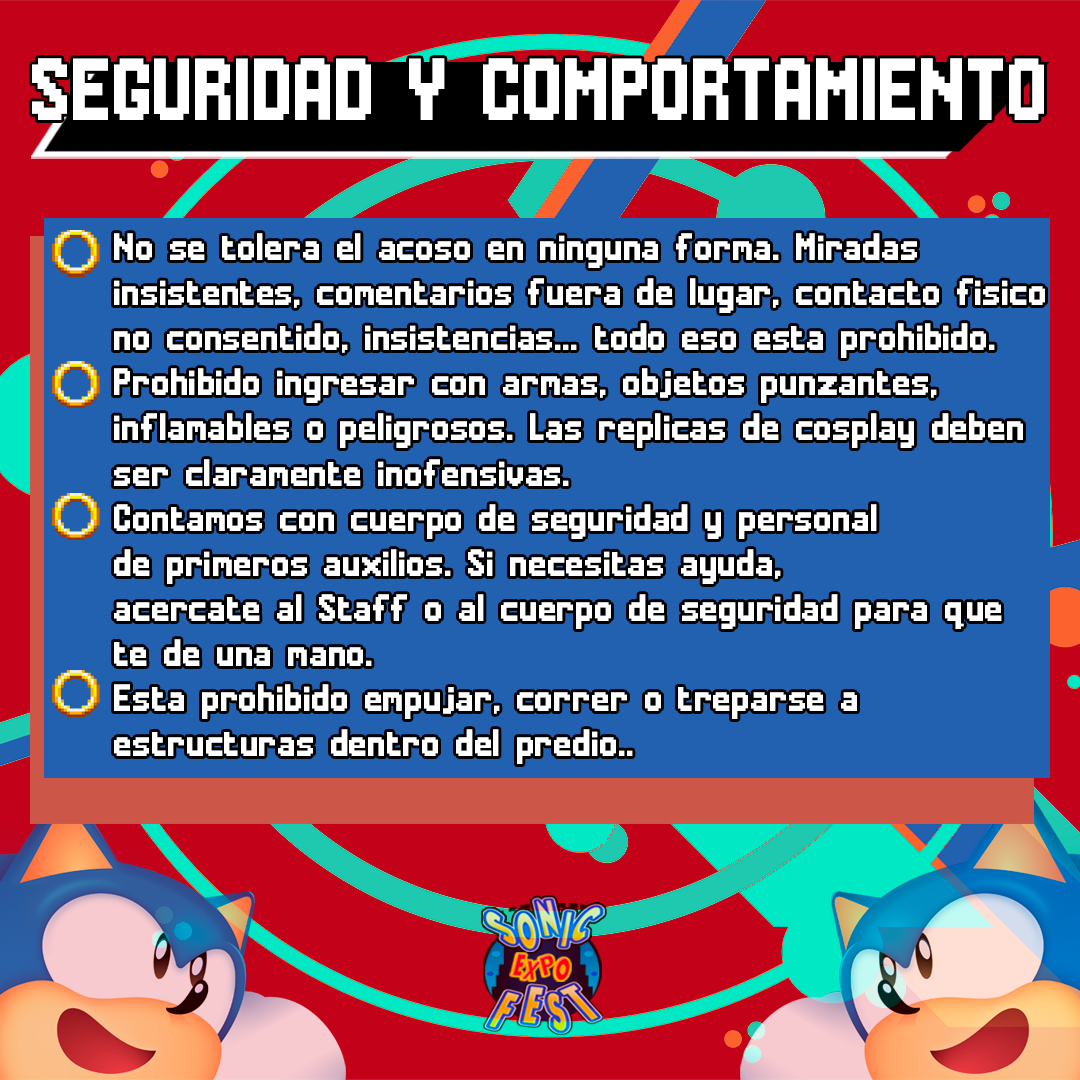 SEGURIDAD Y COMPORTAMIENTO
No se tolera el acoso en ninguna forma. Miradas
insistentes, comentarios fuera de lugar, contacto fisico
no consentido, insistencias... todo eso esta prohibido.
Prohibido ingresar con armas, objetos punzantes,
inflamables o peligrosos. Las replicas de cosplay deben
ser claramente inofensivas.
Contamos con cuerpo de seguridad y personal
de primeros auxilios. Si necesitas ayuda,
acercate al Staff o al cuerpo de seguridad para que
te de una mano.
Esta prohibido empujar, correr o treparse a
estructuras dentro del predio..
SONIC
EXPO
FEST